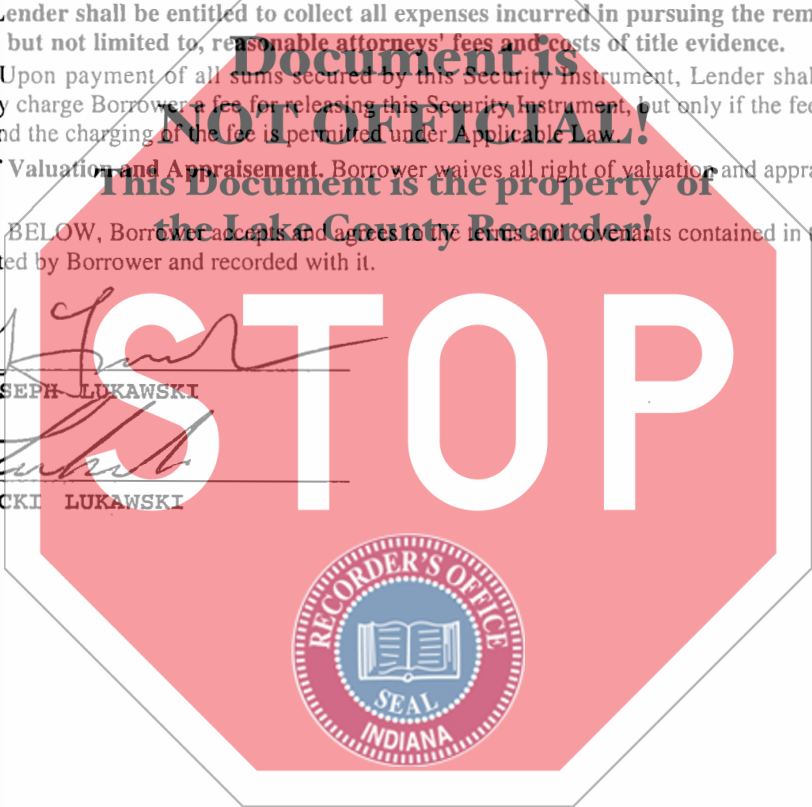 Lender shall be entitled to collect all expenses incurred in pursuing the rem
but not limited to, reasonable attorneys' fees and costs of title evidence.
Document is
Upon payment of all sums secured by this Security Instrument, Lender shal
y charge Borrower a fee for releasing this Security Instrument, but only if the fee
NOT OFFICIAL!
nd the charging of the fee is permitted under Applicable Law.
f Valuation and Appraisement. Borrower waives all right of valuation and appra
This Document is the property of
the Lake County Recorder!
BELOW, Borrower accepts and agrees to the terms and covenants contained in t
ted by Borrower and recorded with it.
STOP
SEPH LUKAWSKI
CKI LUKAWSKI
RECORDER'S OFFICE
SEAL
INDIANA